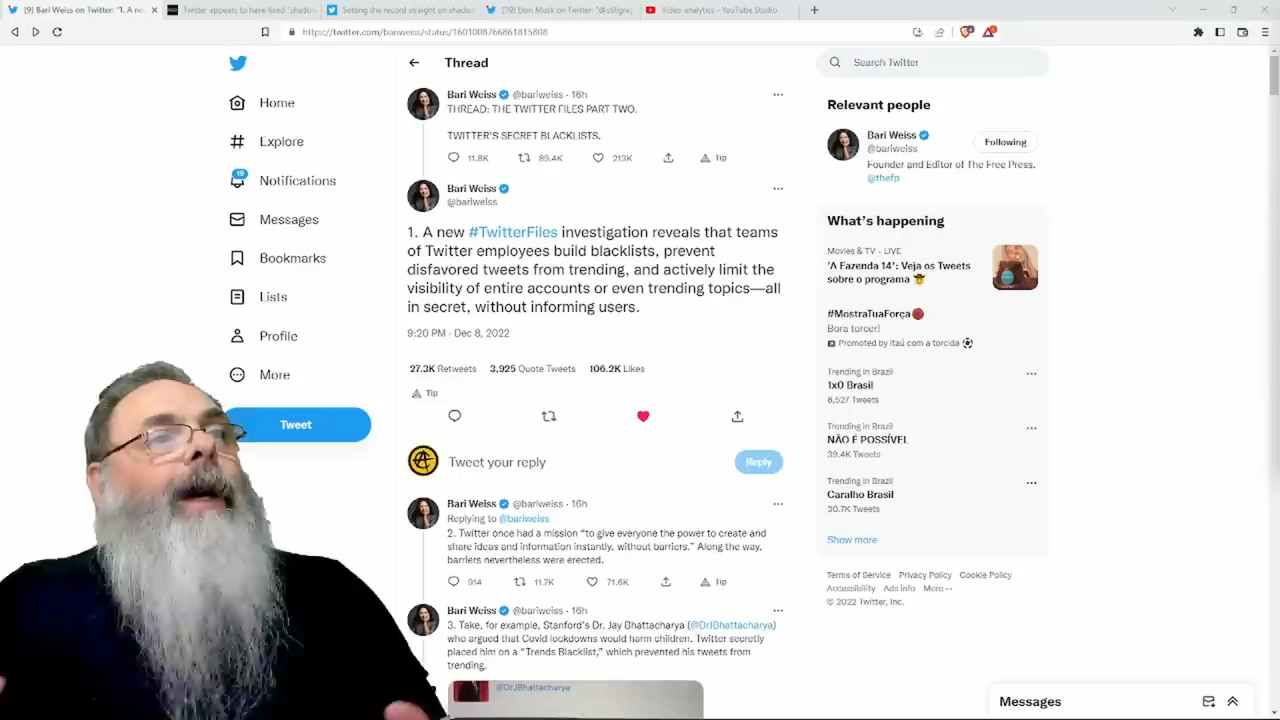 (9) Bari Weiss on Twitter: "1. A new
Twitter appears to have fixed "shadow
Setting the record straight on shadow
(19) Elon Musk on Twitter: "@stillgray
Video analytics - YouTube Studio
https://twitter.com/bariweiss/status/1601008766861815808
Home
Explore
19
Notifications
Messages
Bookmarks
Lists
Profile
More
Tweet
Thread
Bari Weiss @bariweiss · 16h
THREAD: THE TWITTER FILES PART TWO.
TWITTER'S SECRET BLACKLISTS.
11.8K 89.4K 213K Tip
Bari Weiss
@bariweiss
1. A new #TwitterFiles investigation reveals that teams
of Twitter employees build blacklists, prevent
disfavored tweets from trending, and actively limit the
visibility of entire accounts or even trending topics—all
in secret, without informing users.
9:20 PM · Dec 8, 2022
27.3K Retweets 3,925 Quote Tweets 106.2K Likes
Tip
Tweet your reply
Reply
Bari Weiss @bariweiss · 16h
Replying to @bariweiss
2. Twitter once had a mission "to give everyone the power to create and
share ideas and information instantly, without barriers." Along the way,
barriers nevertheless were erected.
914 11.7K 71.6K Tip
Bari Weiss @bariweiss · 16h
3. Take, for example, Stanford's Dr. Jay Bhattacharya (@DrJBhattacharya)
who argued that Covid lockdowns would harm children. Twitter secretly
placed him on a "Trends Blacklist," which prevented his tweets from
trending.
@DrJBhattacharya
Search Twitter
Relevant people
Bari Weiss
@bariweiss
Following
Founder and Editor of The Free Press.
@thefp
What's happening
Movies & TV · LIVE
'A Fazenda 14': Veja os Tweets
sobre o programa
#MostraTuaForça
Bora torcer!
Promoted by Itaú com a torcida
Trending in Brazil
1x0 Brasil
8,527 Tweets
Trending in Brazil
NÃO É POSSÍVEL
39.4K Tweets
Trending in Brazil
Caralho Brasil
30.7K Tweets
Show more
Terms of Service Privacy Policy Cookie Policy
Accessibility Ads info More ···
© 2022 Twitter, Inc.
Messages